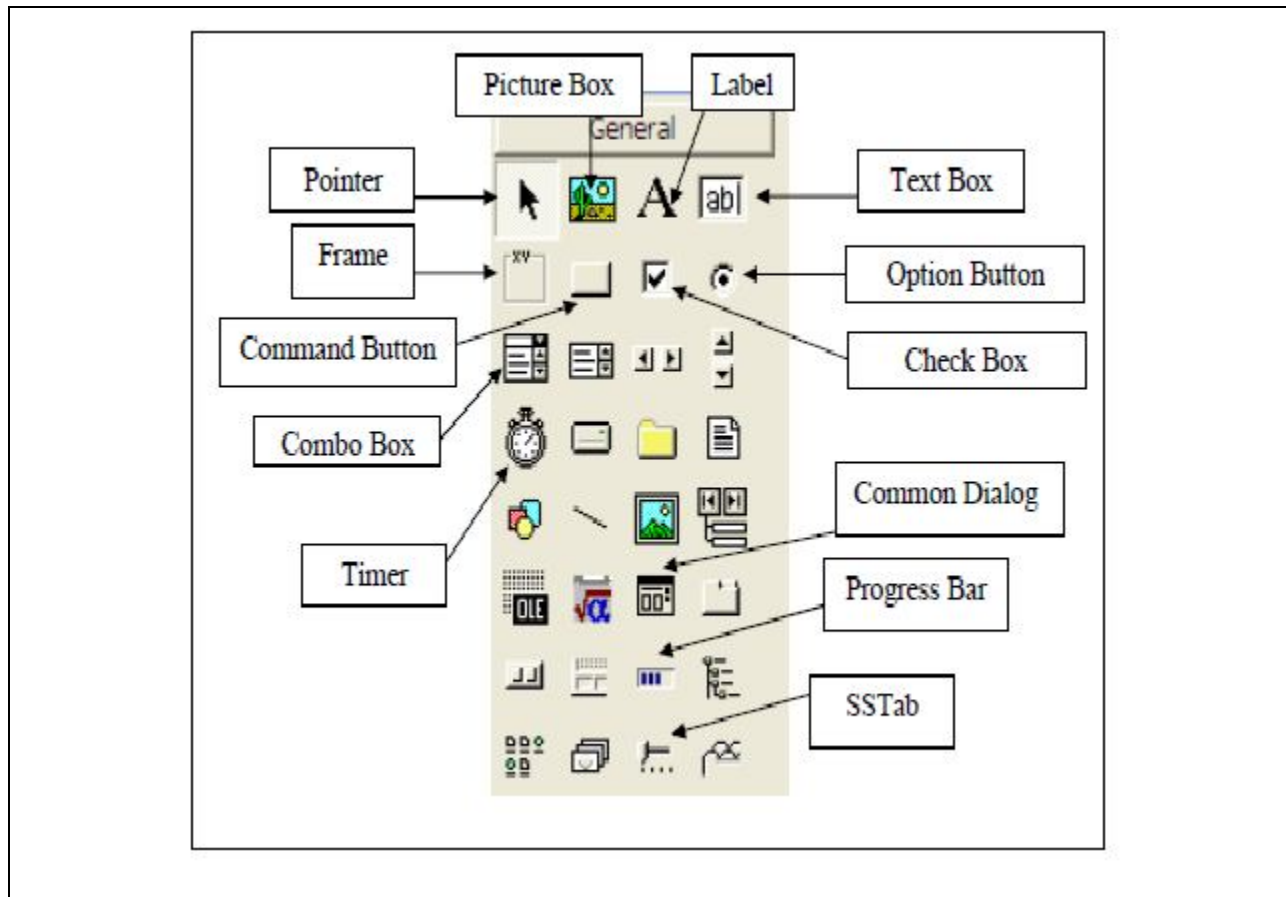 Picture Box
Label
General
Pointer
A
ab|
Text Box
Frame
XY
Option Button
Command Button
Check Box
Combo Box
Common Dialog
Timer
OLE
√α
Progress Bar
SSTab